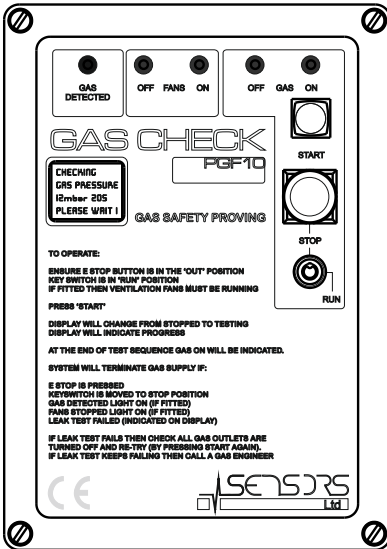 GAS DETECTED
OFF FANS ON
OFF GAS ON
START
STOP
RUN
GAS CHECK
PGF10
CHECKING
GAS PRESSURE
12mbar 20S
PLEASE WAIT !
GAS SAFETY PROVING
TO OPERATE:
ENSURE E STOP BUTTON IS IN THE 'OUT' POSITION
KEY SWITCH IS IN 'RUN' POSITION
IF FITTED THEN VENTILATION FANS MUST BE RUNNING
PRESS 'START'
DISPLAY WILL CHANGE FROM STOPPED TO TESTING
DISPLAY WILL INDICATE PROGRESS
AT THE END OF TEST SEQUENCE GAS ON WILL BE INDICATED.
SYSTEM WILL TERMINATE GAS SUPPLY IF:
E STOP IS PRESSED
KEYSWITCH IS MOVED TO STOP POSITION
GAS DETECTED LIGHT ON (IF FITTED)
FANS STOPPED LIGHT ON (IF FITTED)
LEAK TEST FAILED (INDICATED ON DISPLAY)
IF LEAK TEST FAILS THEN CHECK ALL GAS OUTLETS ARE
TURNED OFF AND RE-TRY (BY PRESSING START AGAIN).
IF LEAK TEST KEEPS FAILING THEN CALL A GAS ENGINEER
CE
SENSORS
Ltd